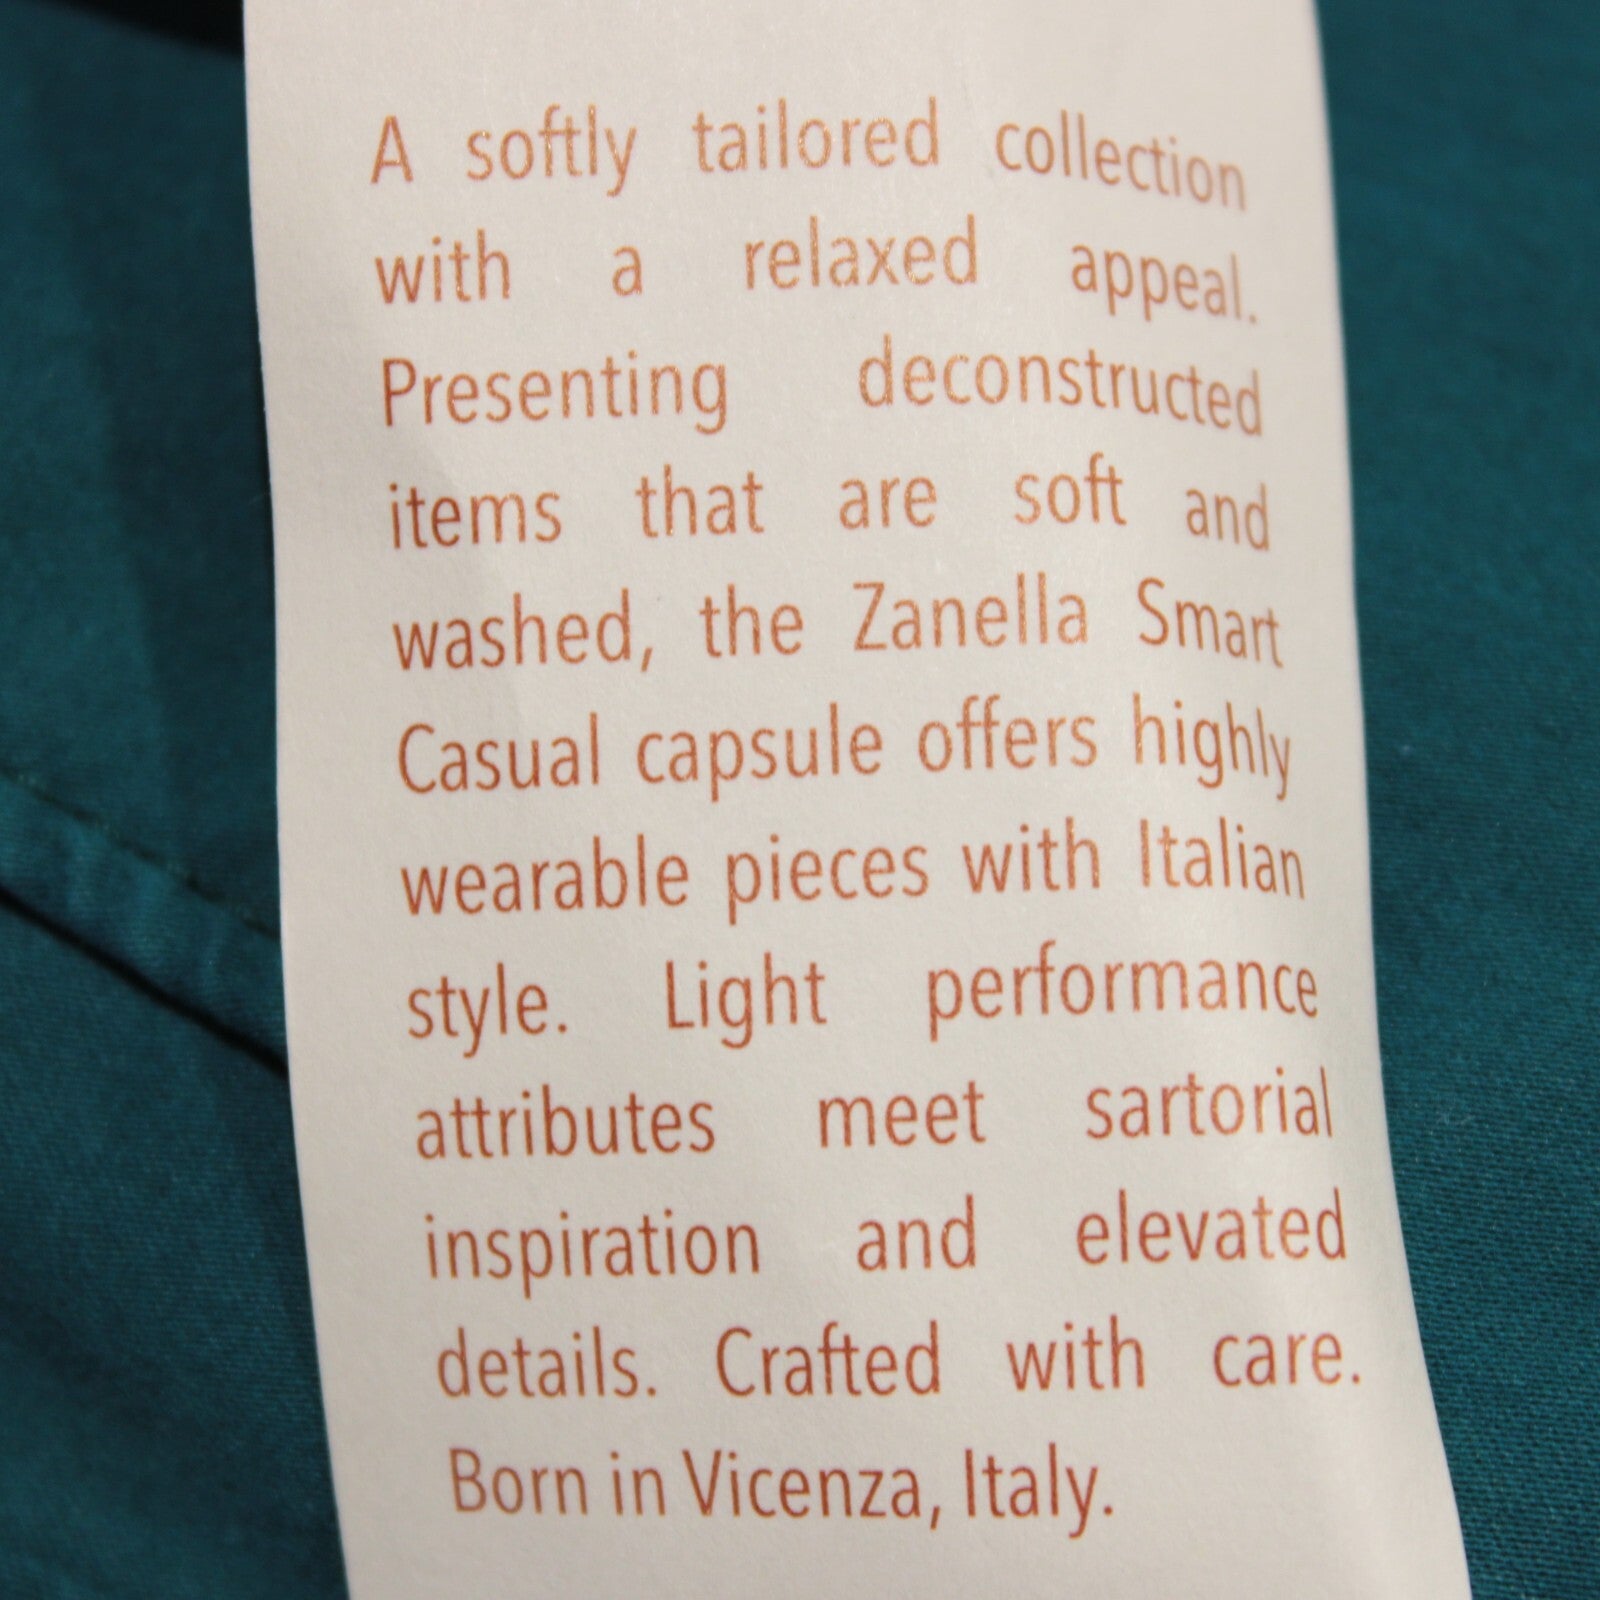 A softly tailored collection
with a relaxed appeal.
Presenting deconstructed
items that are soft and
washed, the Zanella Smart
Casual capsule offers highly
wearable pieces with Italian
style. Light performance
attributes meet sartorial
inspiration and elevated
details. Crafted with care.
Born in Vicenza, Italy.